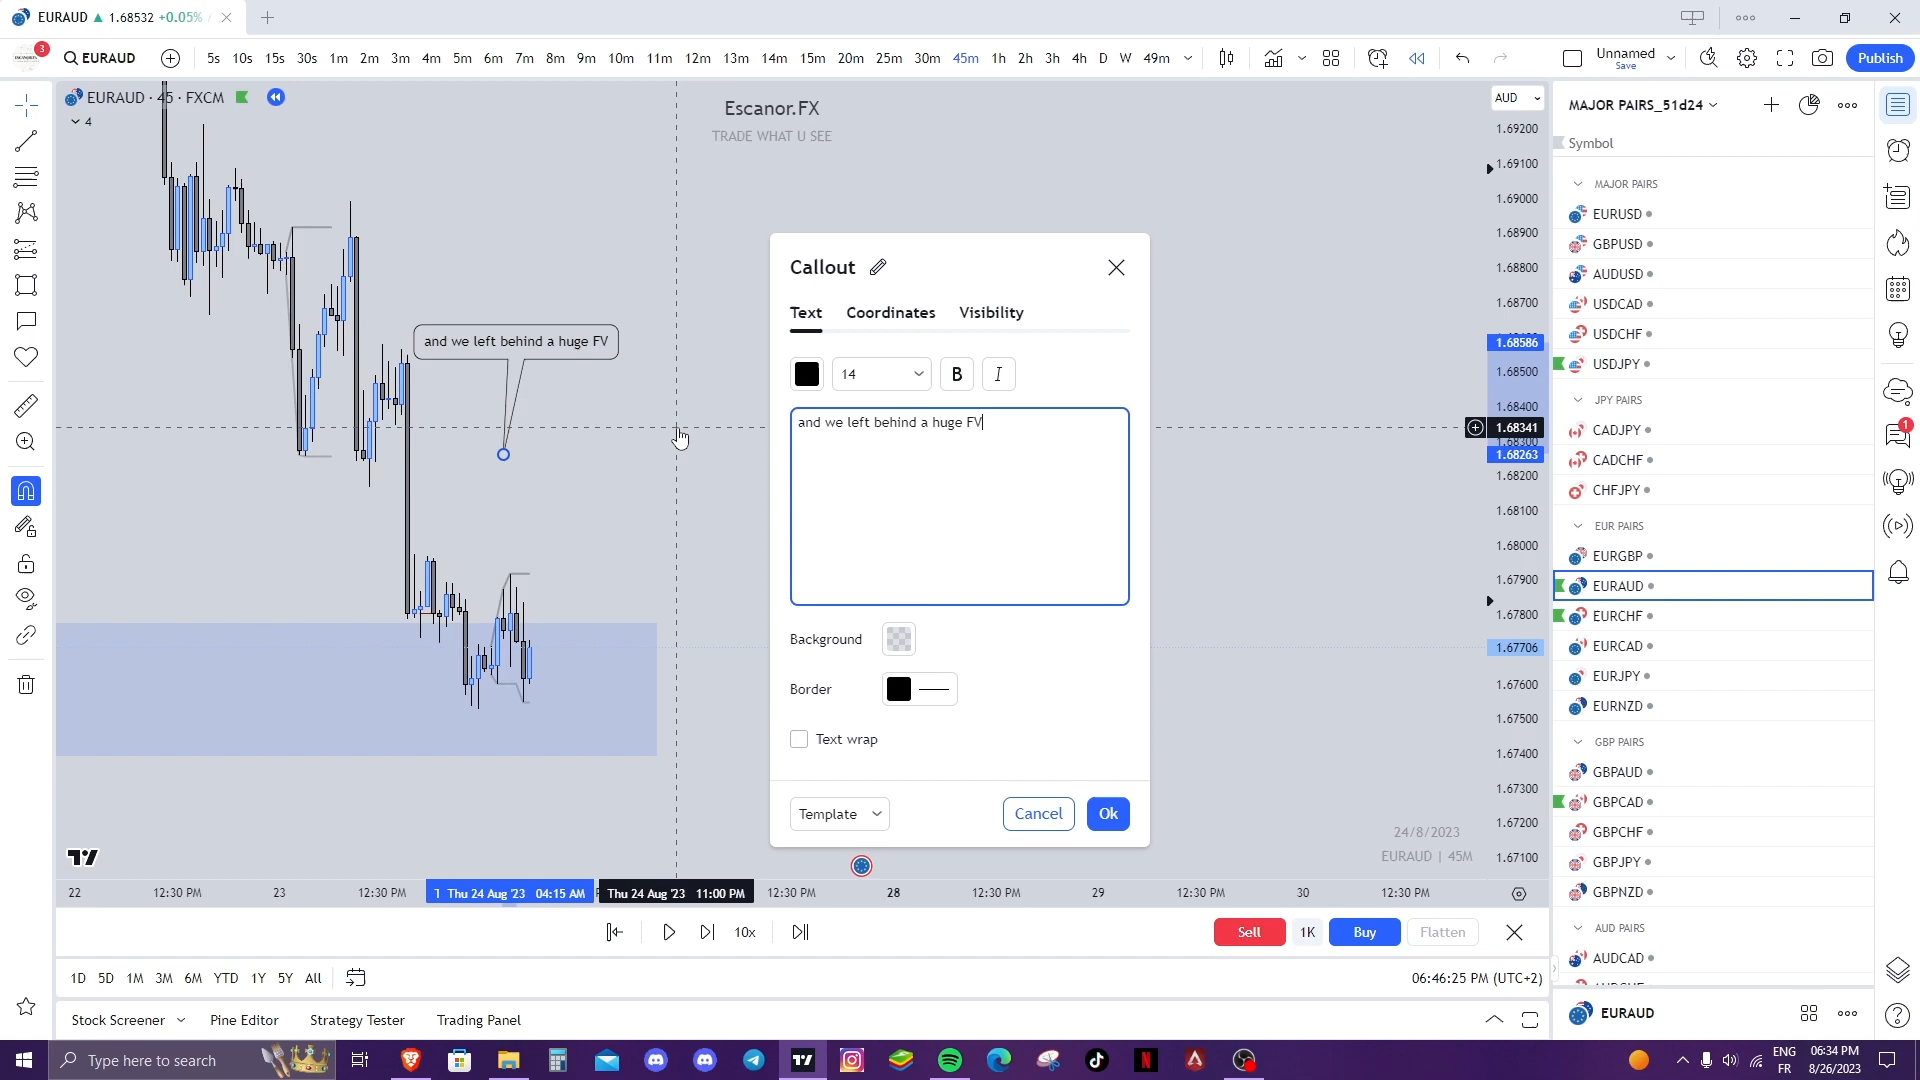 EURAUD 1.68532 +0.05% /
3
EURAUD
5s 10s 15s 30s 1m 2m 3m 4m 5m 6m 7m 8m 9m 10m 11m 12m 13m 14m 15m 20m 25m 30m 45m 1h 2h 3h 4h D W 49m
Unnamed
Save
Publish
EURAUD · 45 · FXCM
4
Escanor.FX
TRADE WHAT U SEE
and we left behind a huge FV
Callout
Text Coordinates Visibility
14 B I
and we left behind a huge FV
Background
Border
Text wrap
Template
Cancel
Ok
AUD
1.69200
1.69100
1.69000
1.68900
1.68800
1.68700
1.68586
1.68500
1.68400
1.68341
1.68263
1.68200
1.68100
1.68000
1.67900
1.67800
1.67706
1.67600
1.67500
1.67400
1.67300
1.67200
1.67100
24/8/2023
EURAUD | 45M
22 12:30 PM 23 12:30 PM 1 Thu 24 Aug '23 04:15 AM Thu 24 Aug '23 11:00 PM 12:30 PM 28 12:30 PM 29 12:30 PM 30 12:30 PM
10x
Sell 1K Buy Flatten
1D 5D 1M 3M 6M YTD 1Y 5Y All
06:46:25 PM (UTC+2)
Stock Screener Pine Editor Strategy Tester Trading Panel
MAJOR PAIRS_51d24
Symbol
MAJOR PAIRS
EURUSD
GBPUSD
AUDUSD
USDCAD
USDCHF
USDJPY
JPY PAIRS
CADJPY
CADCHF
CHFJPY
EUR PAIRS
EURGBP
EURAUD
EURCHF
EURCAD
EURJPY
EURNZD
GBP PAIRS
GBPAUD
GBPCAD
GBPCHF
GBPJPY
GBPNZD
AUD PAIRS
AUDCAD
EURAUD
1
Type here to search
ENG
FR
06:34 PM
8/26/2023